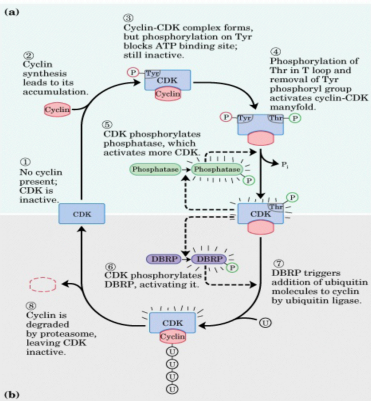 (a)
③
Cyclin-CDK complex forms,
but phosphorylation on Tyr
blocks ATP binding site;
still inactive.
②
Cyclin
synthesis
leads to its
accumulation.
Cyclin
P
Tyr
CDK
Cyclin
④
Phosphorylation of
Thr in T loop and
removal of Tyr
phosphoryl group
activates cyclin-CDK
manyfold.
P
Tyr
Thr
P
⑤
CDK phosphorylates
phosphatase, which
activates more CDK.
Phosphatase
Phosphatase
P
Pi
①
No cyclin
present;
CDK is
inactive.
CDK
P
Thr
CDK
DBRP
DBRP
P
⑥
CDK phosphorylates
DBRP, activating it.
⑦
DBRP triggers
addition of ubiquitin
molecules to cyclin
by ubiquitin ligase.
⑧
Cyclin is
degraded
by proteasome,
leaving CDK
inactive.
CDK
Cyclin
U
U
U
U
U
(b)